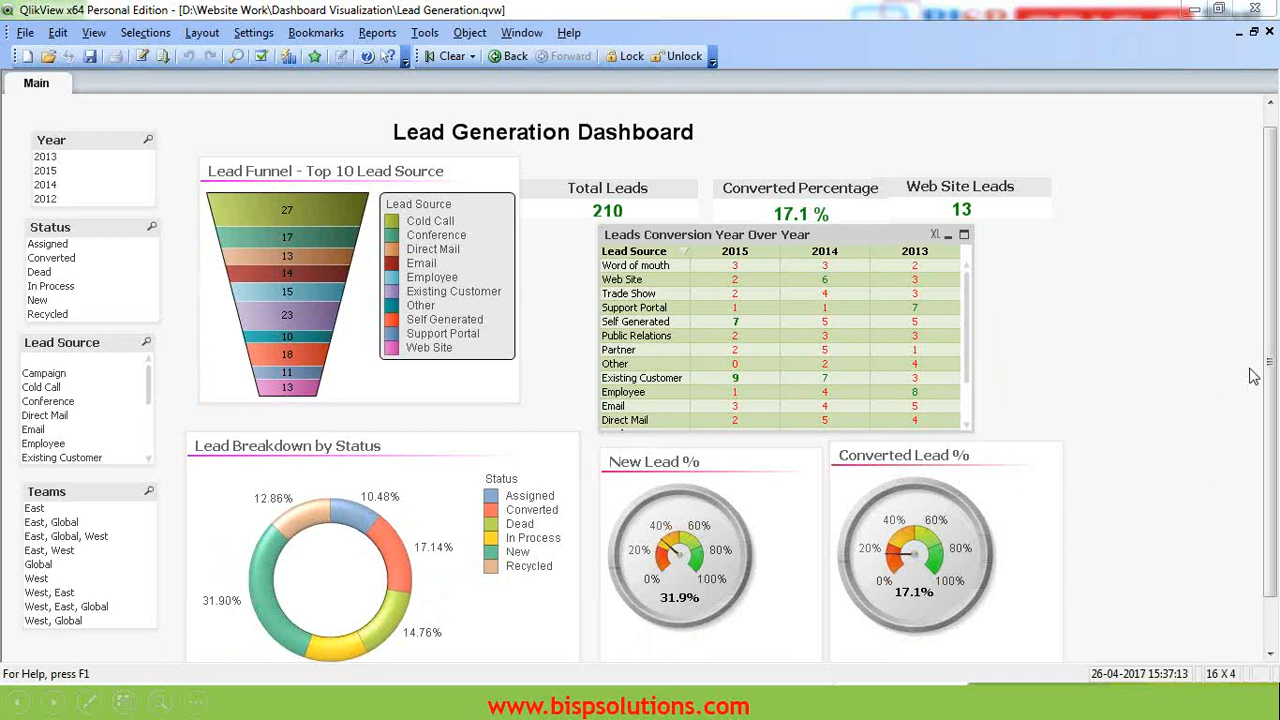 QlikView x64 Personal Edition - [D:\Website Work\Dashboard Visualization\Lead Generation.qvw]
File Edit View Selections Layout Settings Bookmarks Reports Tools Object Window Help
Clear Back Forward Lock Unlock
Main
Lead Generation Dashboard
Year
2013
2015
2014
2012
Status
Assigned
Converted
Dead
In Process
New
Recycled
Lead Source
Campaign
Cold Call
Conference
Direct Mail
Email
Employee
Existing Customer
Teams
East
East, Global
East, Global, West
East, West
Global
West
West, East
West, East, Global
West, Global
Lead Funnel - Top 10 Lead Source
27
17
13
14
15
23
10
18
11
13
Lead Source
Cold Call
Conference
Direct Mail
Email
Employee
Existing Customer
Other
Self Generated
Support Portal
Web Site
Total Leads
210
Converted Percentage
17.1 %
Web Site Leads
13
Leads Conversion Year Over Year XL
Lead Source 2015 2014 2013
Word of mouth 3 3 2
Web Site 2 6 3
Trade Show 2 4 3
Support Portal 1 1 7
Self Generated 7 5 5
Public Relations 2 3 3
Partner 2 5 1
Other 0 2 4
Existing Customer 9 7 3
Employee 1 4 8
Email 3 4 5
Direct Mail 2 5 4
Lead Breakdown by Status
12.86%
10.48%
17.14%
31.90%
14.76%
Status
Assigned
Converted
Dead
In Process
New
Recycled
New Lead %
40% 60%
20% 80%
0% 100%
31.9%
Converted Lead %
40% 60%
20% 80%
0% 100%
17.1%
For Help, press F1
26-04-2017 15:37:13 16 X 4
www.bispsolutions.com